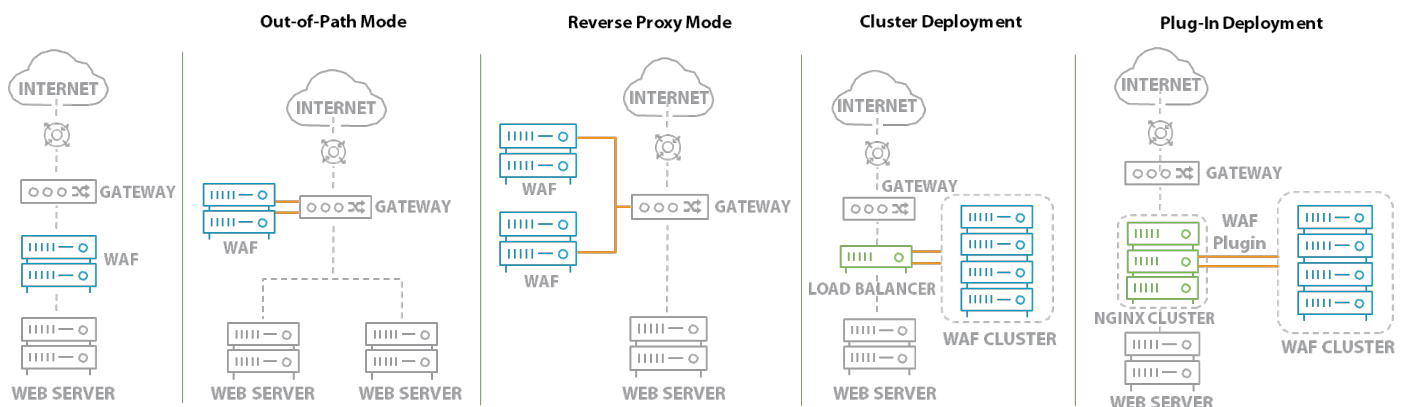 Out-of-Path Mode
Reverse Proxy Mode
Cluster Deployment
Plug-In Deployment
INTERNET
GATEWAY
WAF
WEB SERVER
INTERNET
GATEWAY
WAF
WEB SERVER
WEB SERVER
INTERNET
WAF
GATEWAY
WAF
WEB SERVER
INTERNET
GATEWAY
LOAD BALANCER
WAF CLUSTER
WEB SERVER
INTERNET
GATEWAY
WAF
Plugin
NGINX CLUSTER
WAF CLUSTER
WEB SERVER